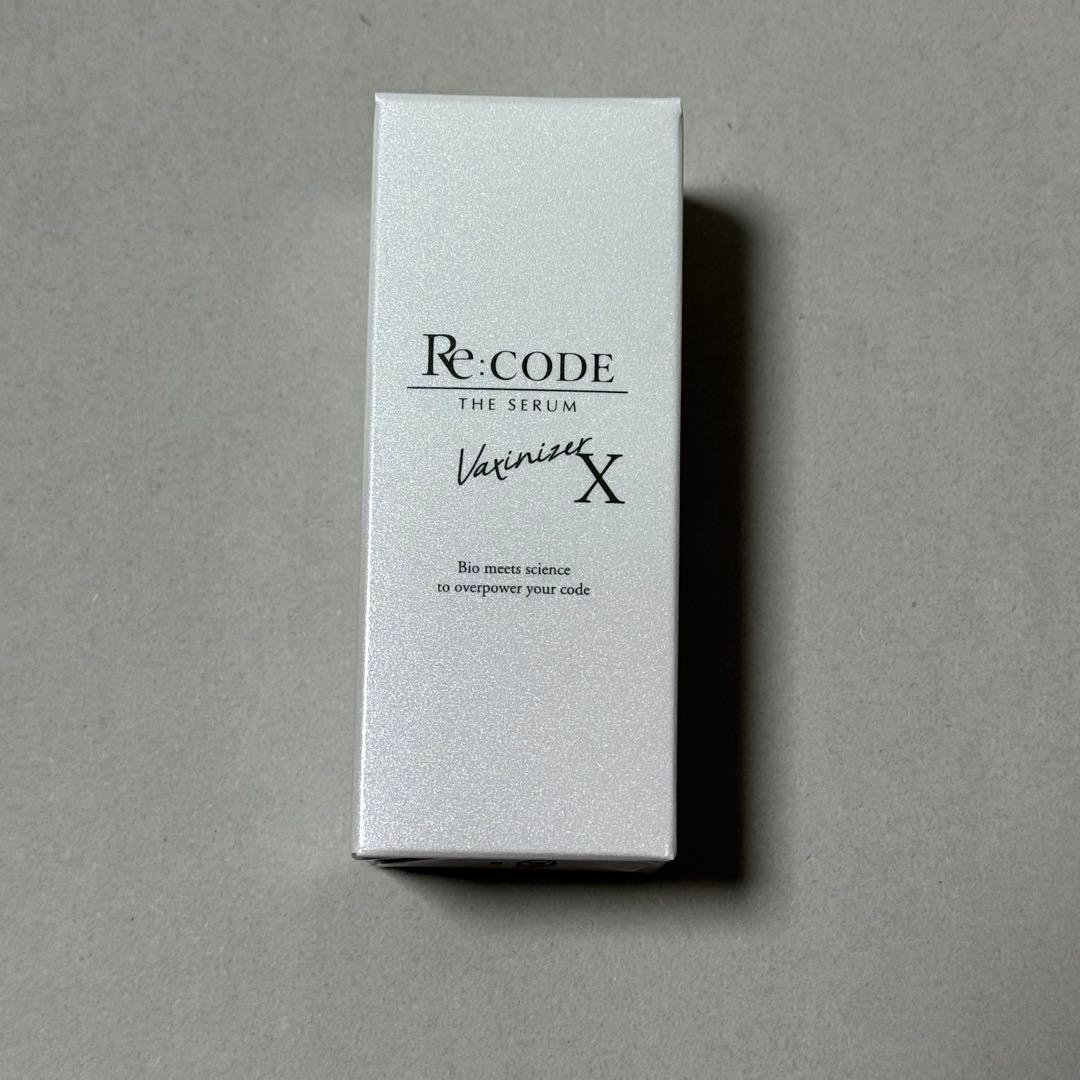 Re:CODE
THE SERUM
Vaxinizer
X
Bio meets science
to overpower your code